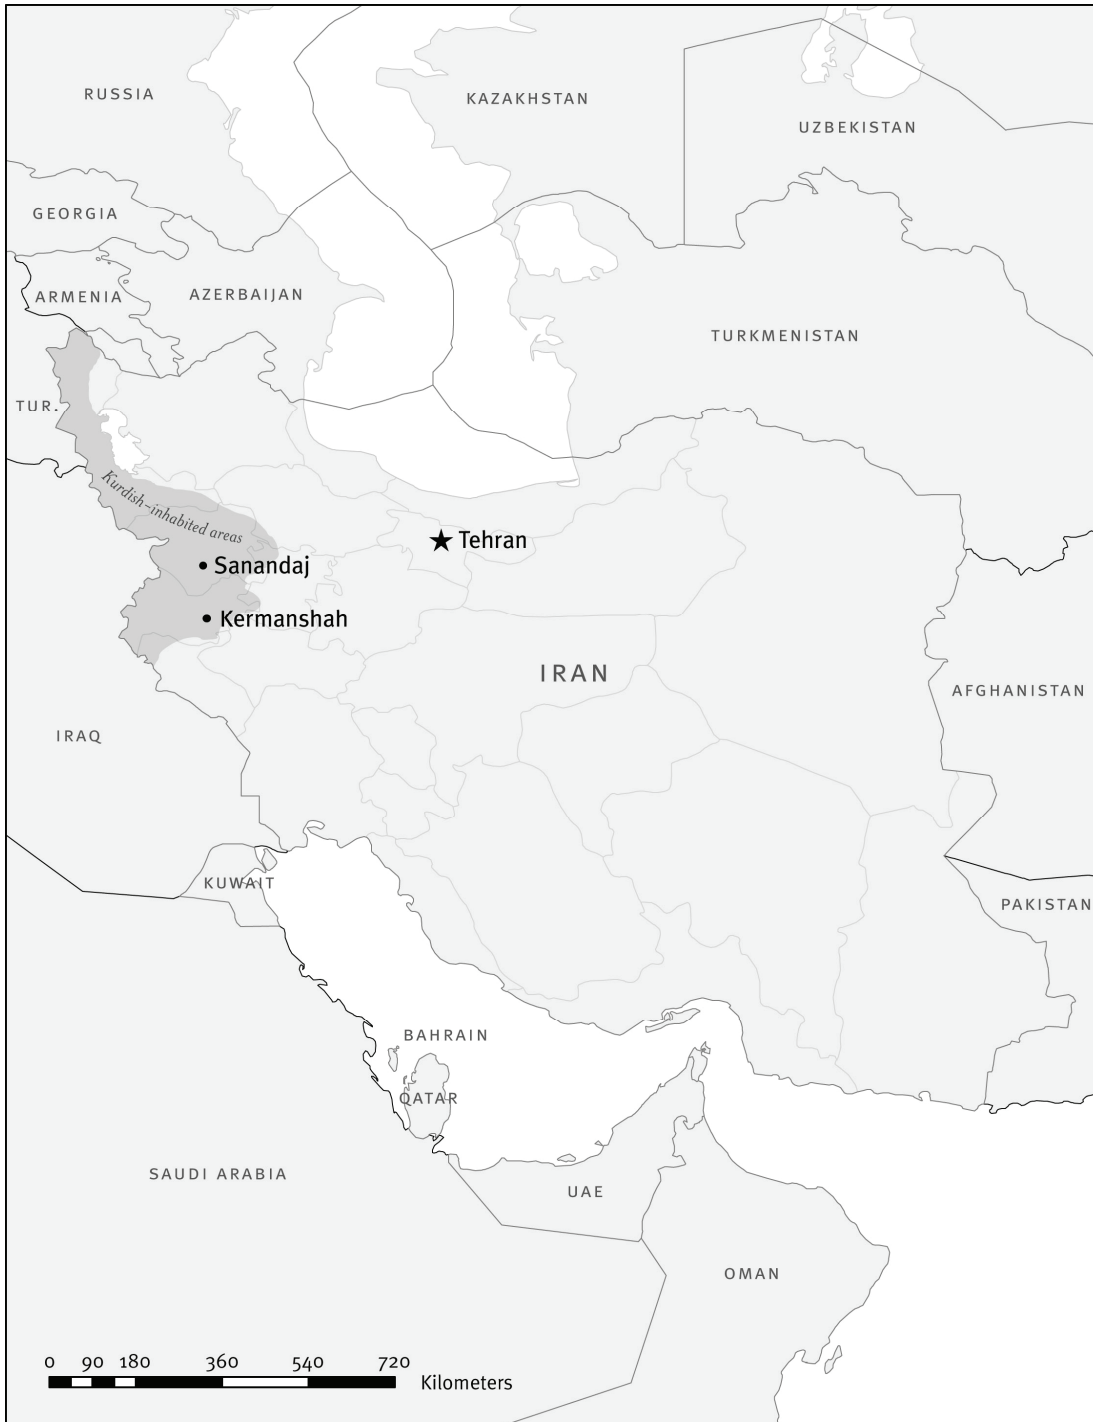 RUSSIA
KAZAKHSTAN
UZBEKISTAN
GEORGIA
ARMENIA
AZERBAIJAN
TURKMENISTAN
TUR.
Kurdish-inhabited areas
Tehran
Sanandaj
Kermanshah
IRAN
AFGHANISTAN
IRAQ
KUWAIT
PAKISTAN
BAHRAIN
QATAR
SAUDI ARABIA
UAE
OMAN
0 90 180 360 540 720
Kilometers